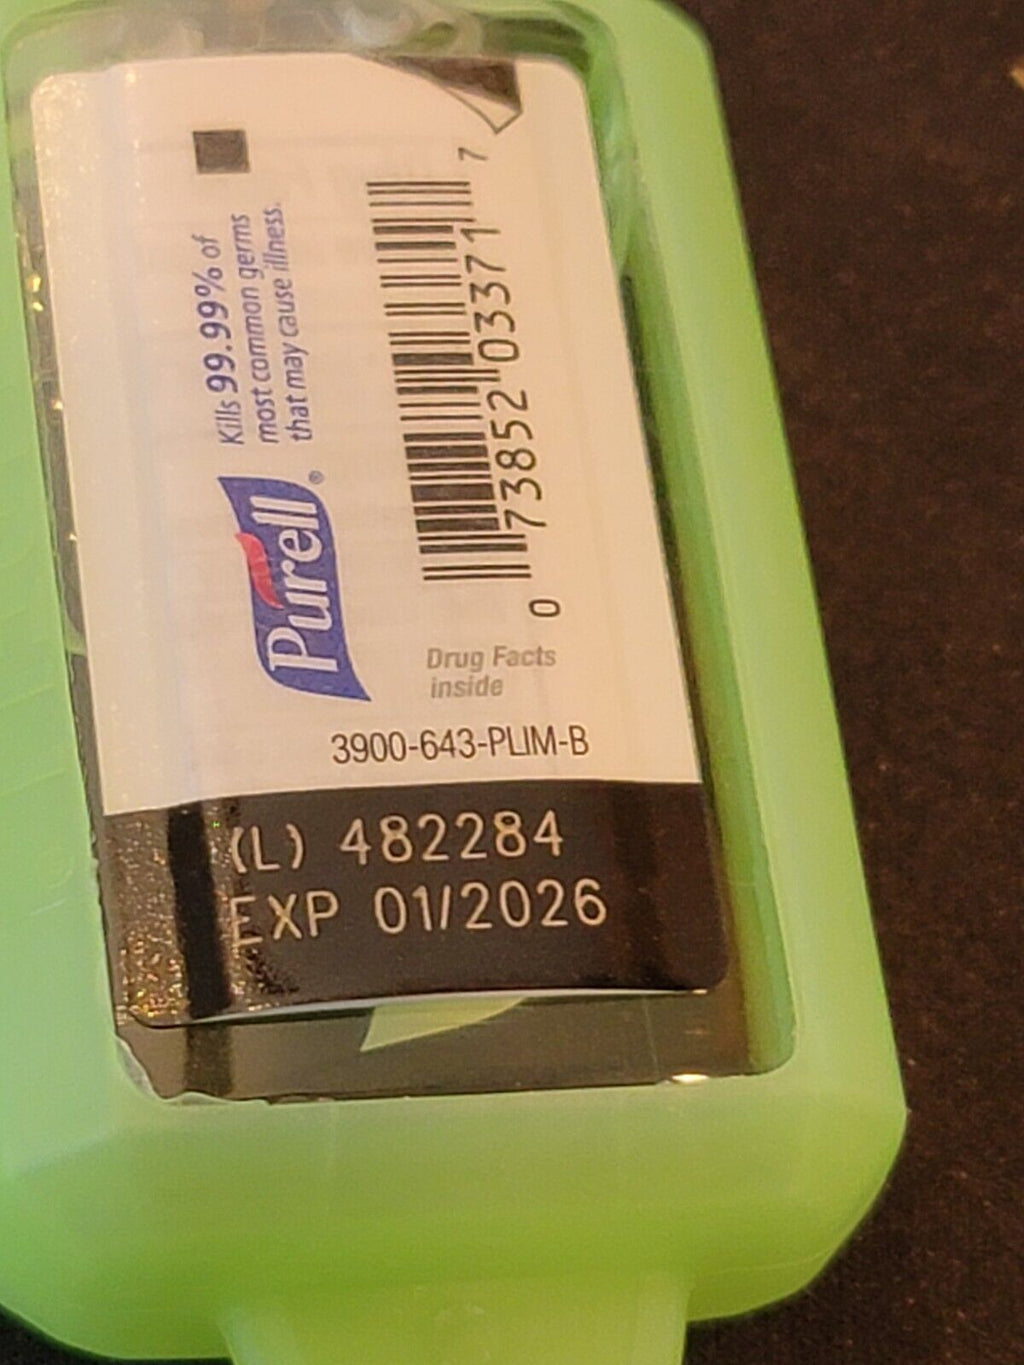 Kills 99.99% of
most common germs
that may cause illness.
Purell®
0 73852 03371 7
Drug Facts
inside
3900-643-PLIM-B
(L) 482284
EXP 01/2026